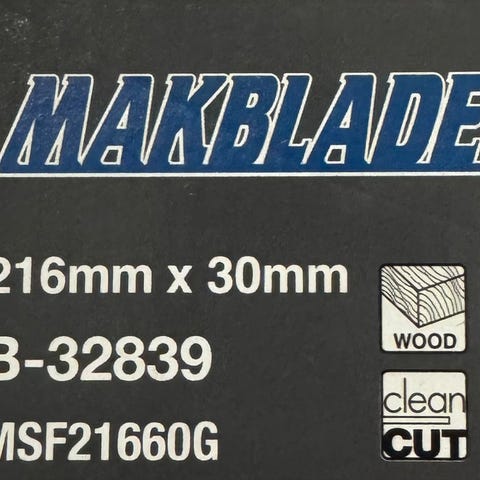 MAKBLADE
216mm x 30mm
WOOD
B-32839
clean
CUT
MSF21660G